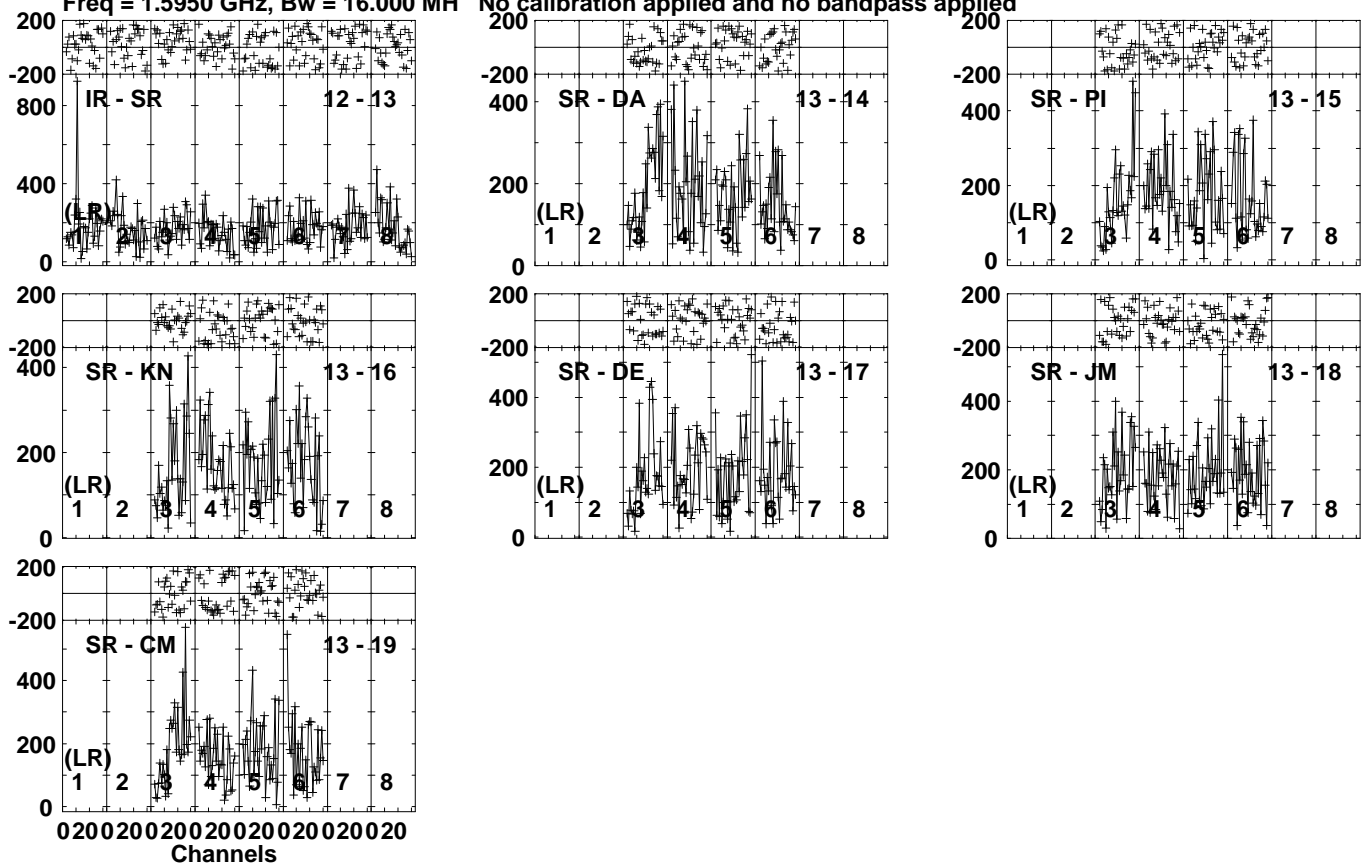 Freq = 1.5950 GHz, Bw = 16.000 MH No calibration applied and no bandpass applied
200
-200
800
400
0
IR - SR 12 - 13
(LR)
1 2 3 4 5 6 7 8
200
-200
400
200
0
SR - DA 13 - 14
(LR)
1 2 3 4 5 6 7 8
200
-200
400
200
0
SR - PI 13 - 15
(LR)
1 2 3 4 5 6 7 8
200
-200
400
200
0
SR - KN 13 - 16
(LR)
1 2 3 4 5 6 7 8
200
-200
400
200
0
SR - DE 13 - 17
(LR)
1 2 3 4 5 6 7 8
200
-200
400
200
0
SR - JM 13 - 18
(LR)
1 2 3 4 5 6 7 8
200
-200
400
200
0
SR - CM 13 - 19
(LR)
1 2 3 4 5 6 7 8
0 20 0 20 0 20 0 20 0 20 0 20 0 20 0 20
Channels